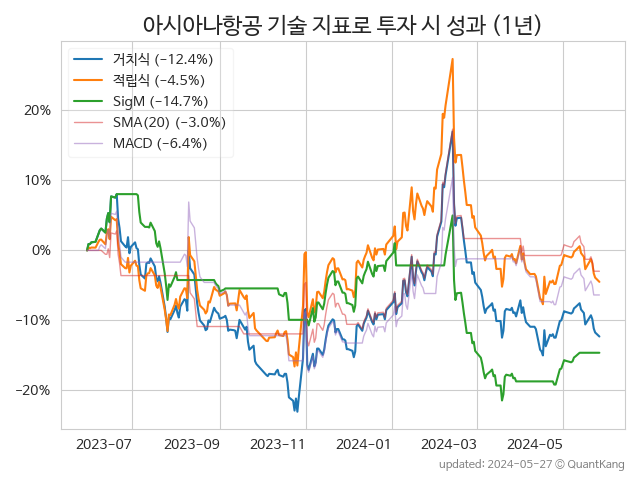 아시아나항공 기술 지표로 투자 시 성과 (1년)
거치식 (−12.4%)
적립식 (−4.5%)
SigM (−14.7%)
SMA(20) (−3.0%)
MACD (−6.4%)
20%
10%
0%
−10%
−20%
2023−07 2023−09 2023−11 2024−01 2024−03 2024−05
updated: 2024−05−27 © QuantKang